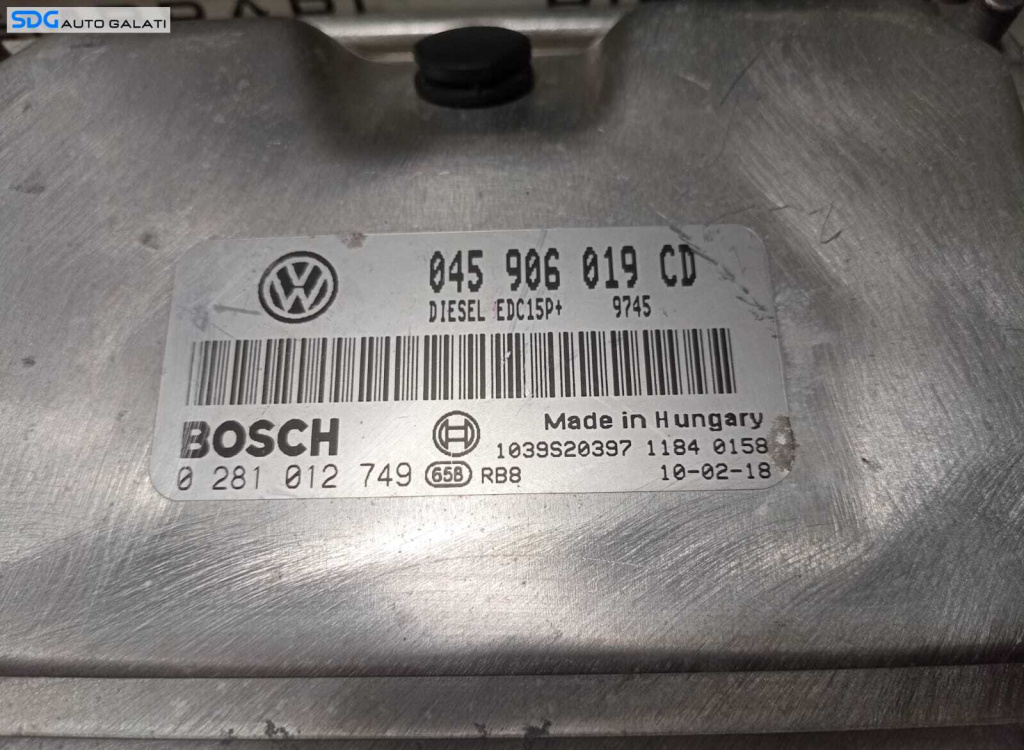 SDG AUTO GALATI
045 906 019 CD
DIESEL EDC15P+ 9745
BOSCH
Made in Hungary
1039S20397 1184 0158
0 281 012 749 65B RB8 10-02-18